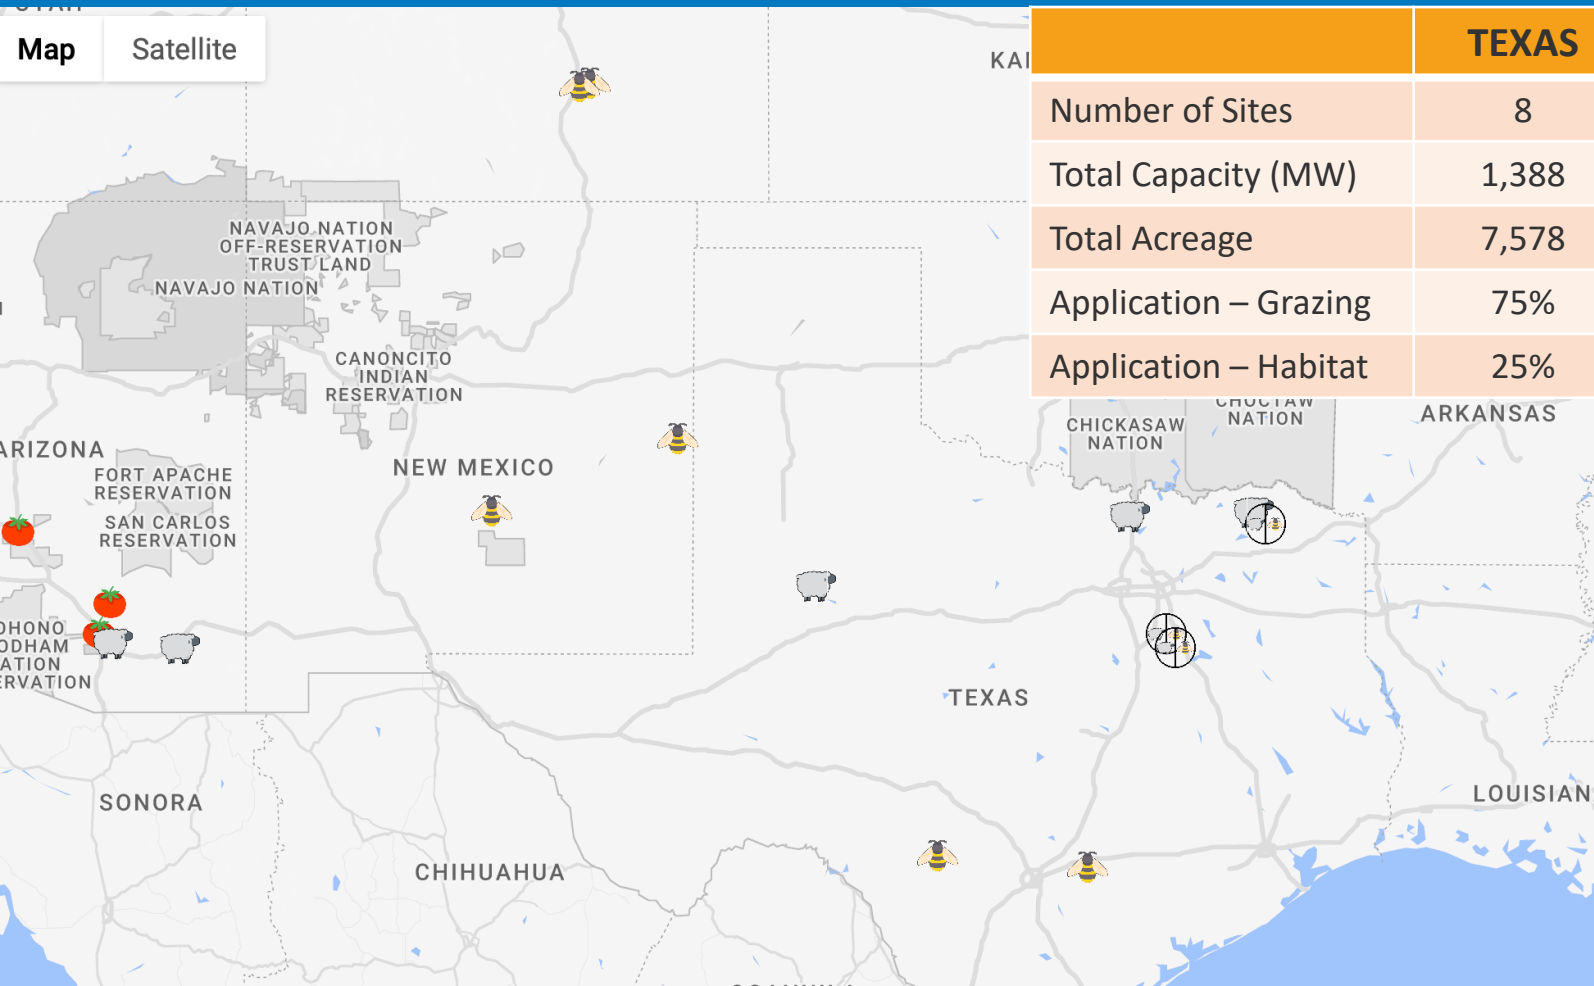 Map
Satellite
TEXAS
Number of Sites
8
Total Capacity (MW)
1,388
Total Acreage
7,578
Application – Grazing
75%
Application – Habitat
25%
NAVAJO NATION
OFF-RESERVATION
TRUST LAND
NAVAJO NATION
CANONCITO
INDIAN
RESERVATION
ARIZONA
NEW MEXICO
FORT APACHE
RESERVATION
SAN CARLOS
RESERVATION
CHICKASAW
NATION
CHOCTAW
NATION
ARKANSAS
TEXAS
SONORA
CHIHUAHUA
LOUISIAN